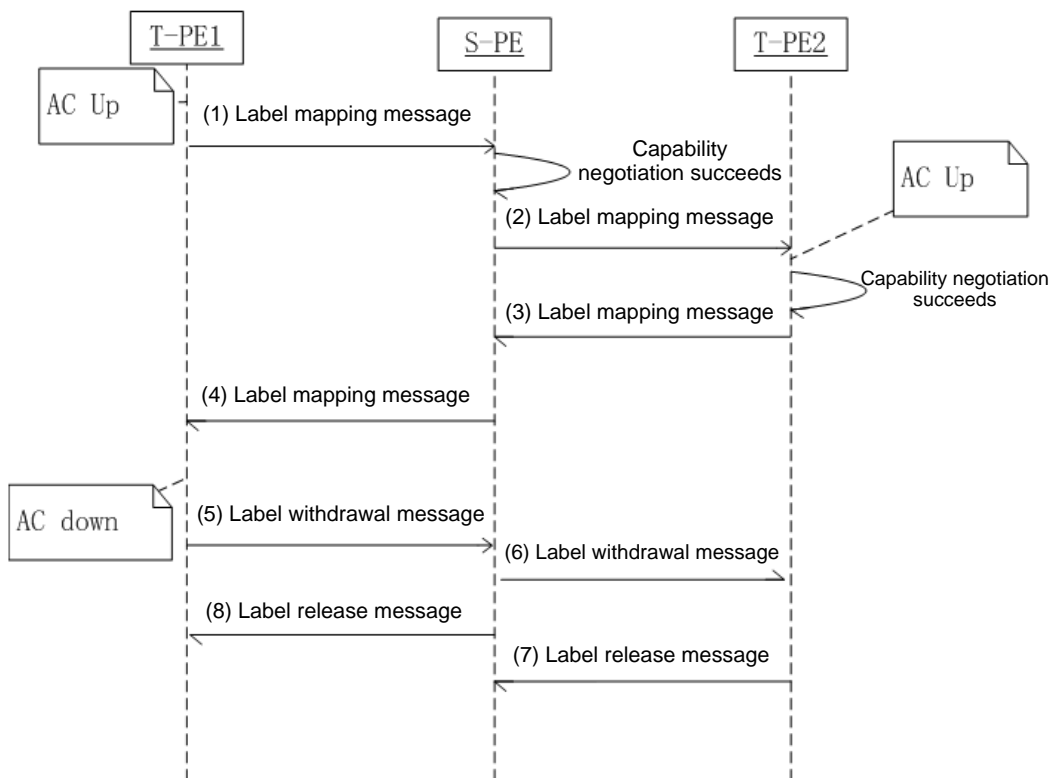 T-PE1
S-PE
T-PE2
AC Up
(1) Label mapping message
Capability
negotiation succeeds
AC Up
(2) Label mapping message
Capability negotiation
succeeds
(3) Label mapping message
(4) Label mapping message
AC down
(5) Label withdrawal message
(6) Label withdrawal message
(8) Label release message
(7) Label release message